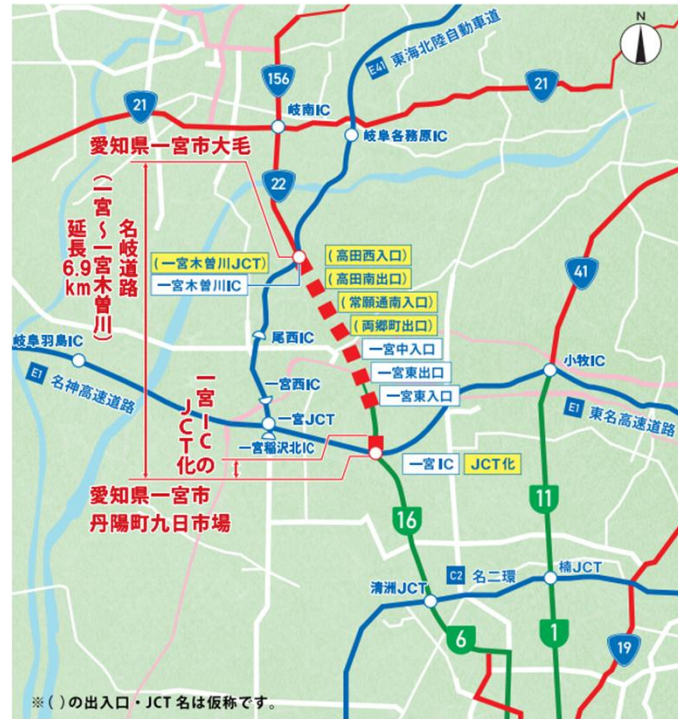 N
E41 東海北陸自動車道
156
21
21
岐南IC
岐阜各務原IC
愛知県一宮市大毛
22
名岐道路
(一宮～一宮木曽川)
延長
6.9
km
(一宮木曽川JCT)
一宮木曽川IC
(高田西入口)
(高田南出口)
(常願通南入口)
(両郷町出口)
一宮中入口
一宮東出口
一宮東入口
41
岐阜羽島IC
E1 名神高速道路
尾西IC
一宮西IC
一宮JCT
一宮稲沢北IC
一宮ICの
JCT化
小牧IC
E1 東名高速道路
一宮IC
JCT化
愛知県一宮市
丹陽町九日市場
16
11
清洲JCT
C2 名二環
楠JCT
6
1
19
※( )の出入口・JCT名は仮称です。